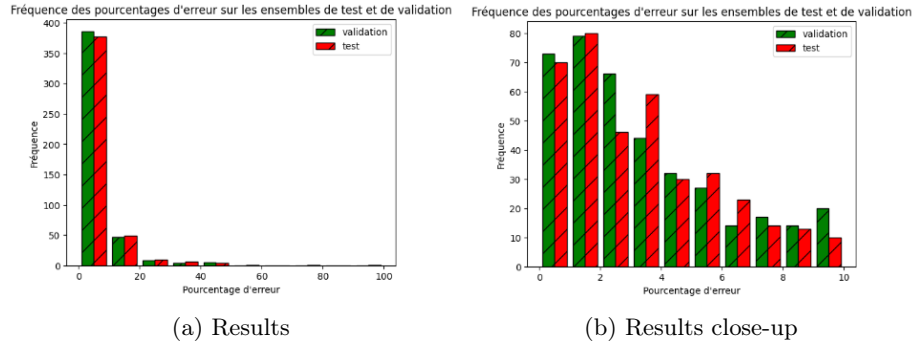 Fréquence des pourcentages d'erreur sur les ensembles de test et de validation
400
350
300
250
200
150
100
50
0
Fréquence
validation
test
0
20
40
60
80
100
Pourcentage d'erreur
(a) Results
Fréquence des pourcentages d'erreur sur les ensembles de test et de validation
80
70
60
50
40
30
20
10
0
Fréquence
validation
test
0
2
4
6
8
10
Pourcentage d'erreur
(b) Results close-up